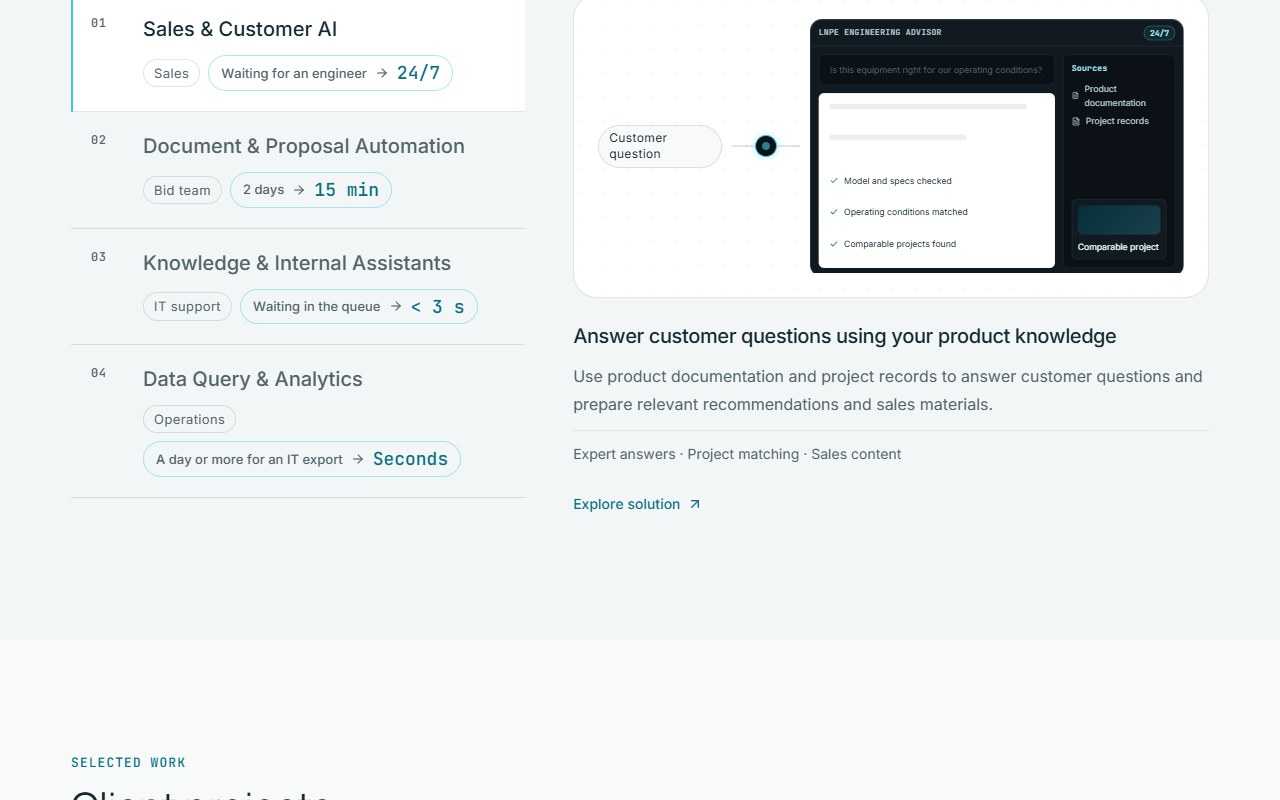 01
Sales & Customer AI
Sales
Waiting for an engineer → 24/7
02
Document & Proposal Automation
Bid team
2 days → 15 min
03
Knowledge & Internal Assistants
IT support
Waiting in the queue → < 3 s
04
Data Query & Analytics
Operations
A day or more for an IT export → Seconds
Customer
question
LNPE ENGINEERING ADVISOR
24/7
Is this equipment right for our operating conditions?
Model and specs checked
Operating conditions matched
Comparable projects found
Sources
Product
documentation
Project records
Comparable project
Answer customer questions using your product knowledge
Use product documentation and project records to answer customer questions and
prepare relevant recommendations and sales materials.
Expert answers · Project matching · Sales content
Explore solution
SELECTED WORK
Client projects